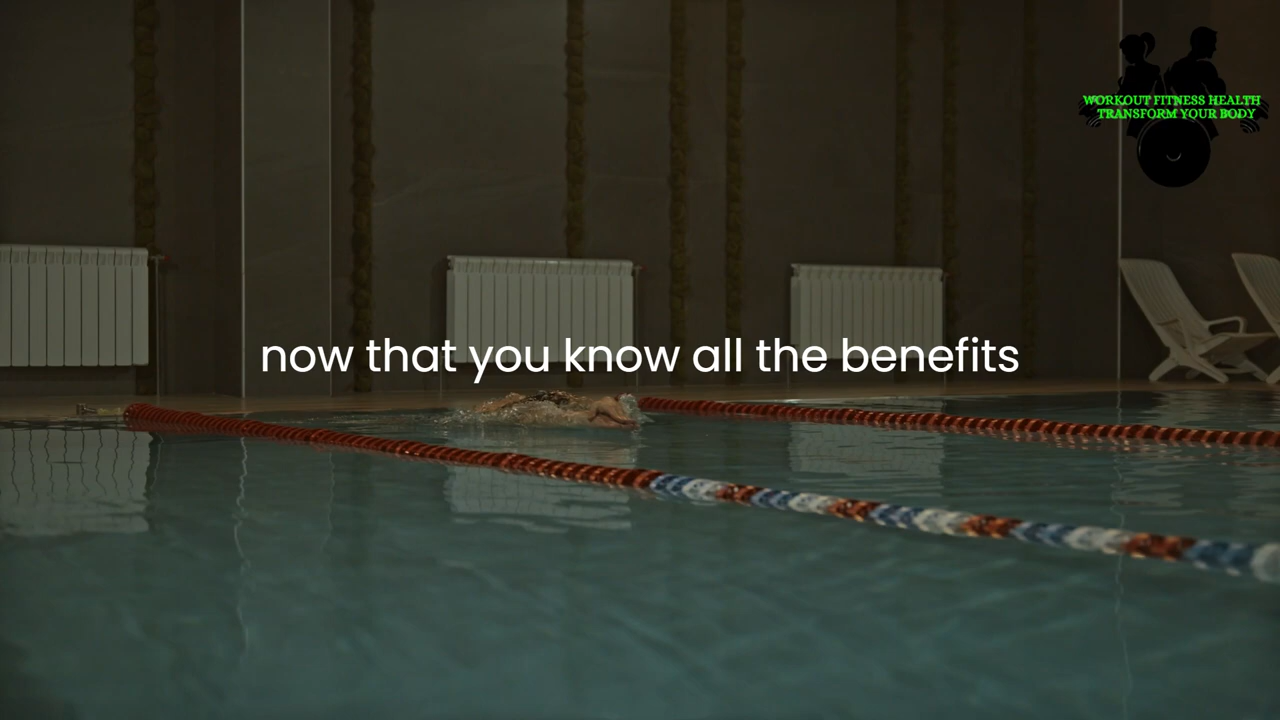 WORKOUT FITNESS HEALTH
TRANSFORM YOUR BODY
now that you know all the benefits